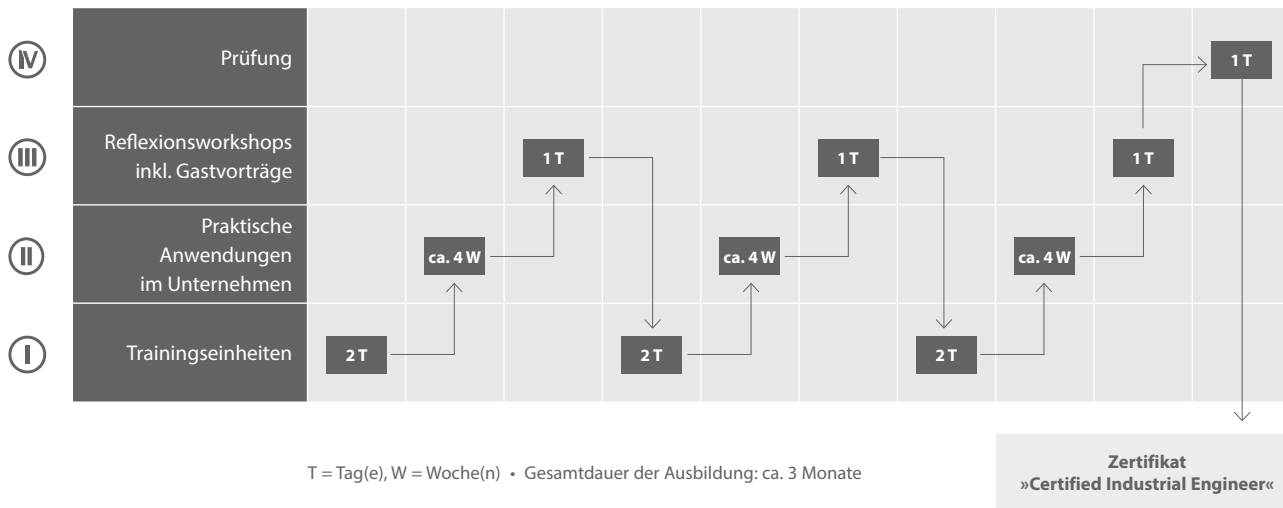 IV
Prüfung
1 T
III
Reflexionsworkshops
inkl. Gastvorträge
1 T
1 T
1 T
II
Praktische
Anwendungen
im Unternehmen
ca. 4 W
ca. 4 W
ca. 4 W
I
Trainingseinheiten
2 T
2 T
2 T
T = Tag(e), W = Woche(n) • Gesamtdauer der Ausbildung: ca. 3 Monate
Zertifikat
»Certified Industrial Engineer«